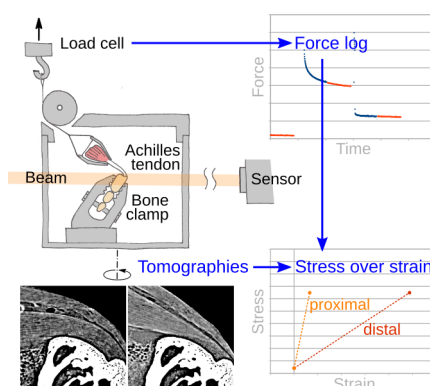 Load cell
Force log
Force
Time
Achilles
tendon
Beam
Sensor
Bone
clamp
Tomographies
Stress over strain
Stress
proximal
distal
Strain